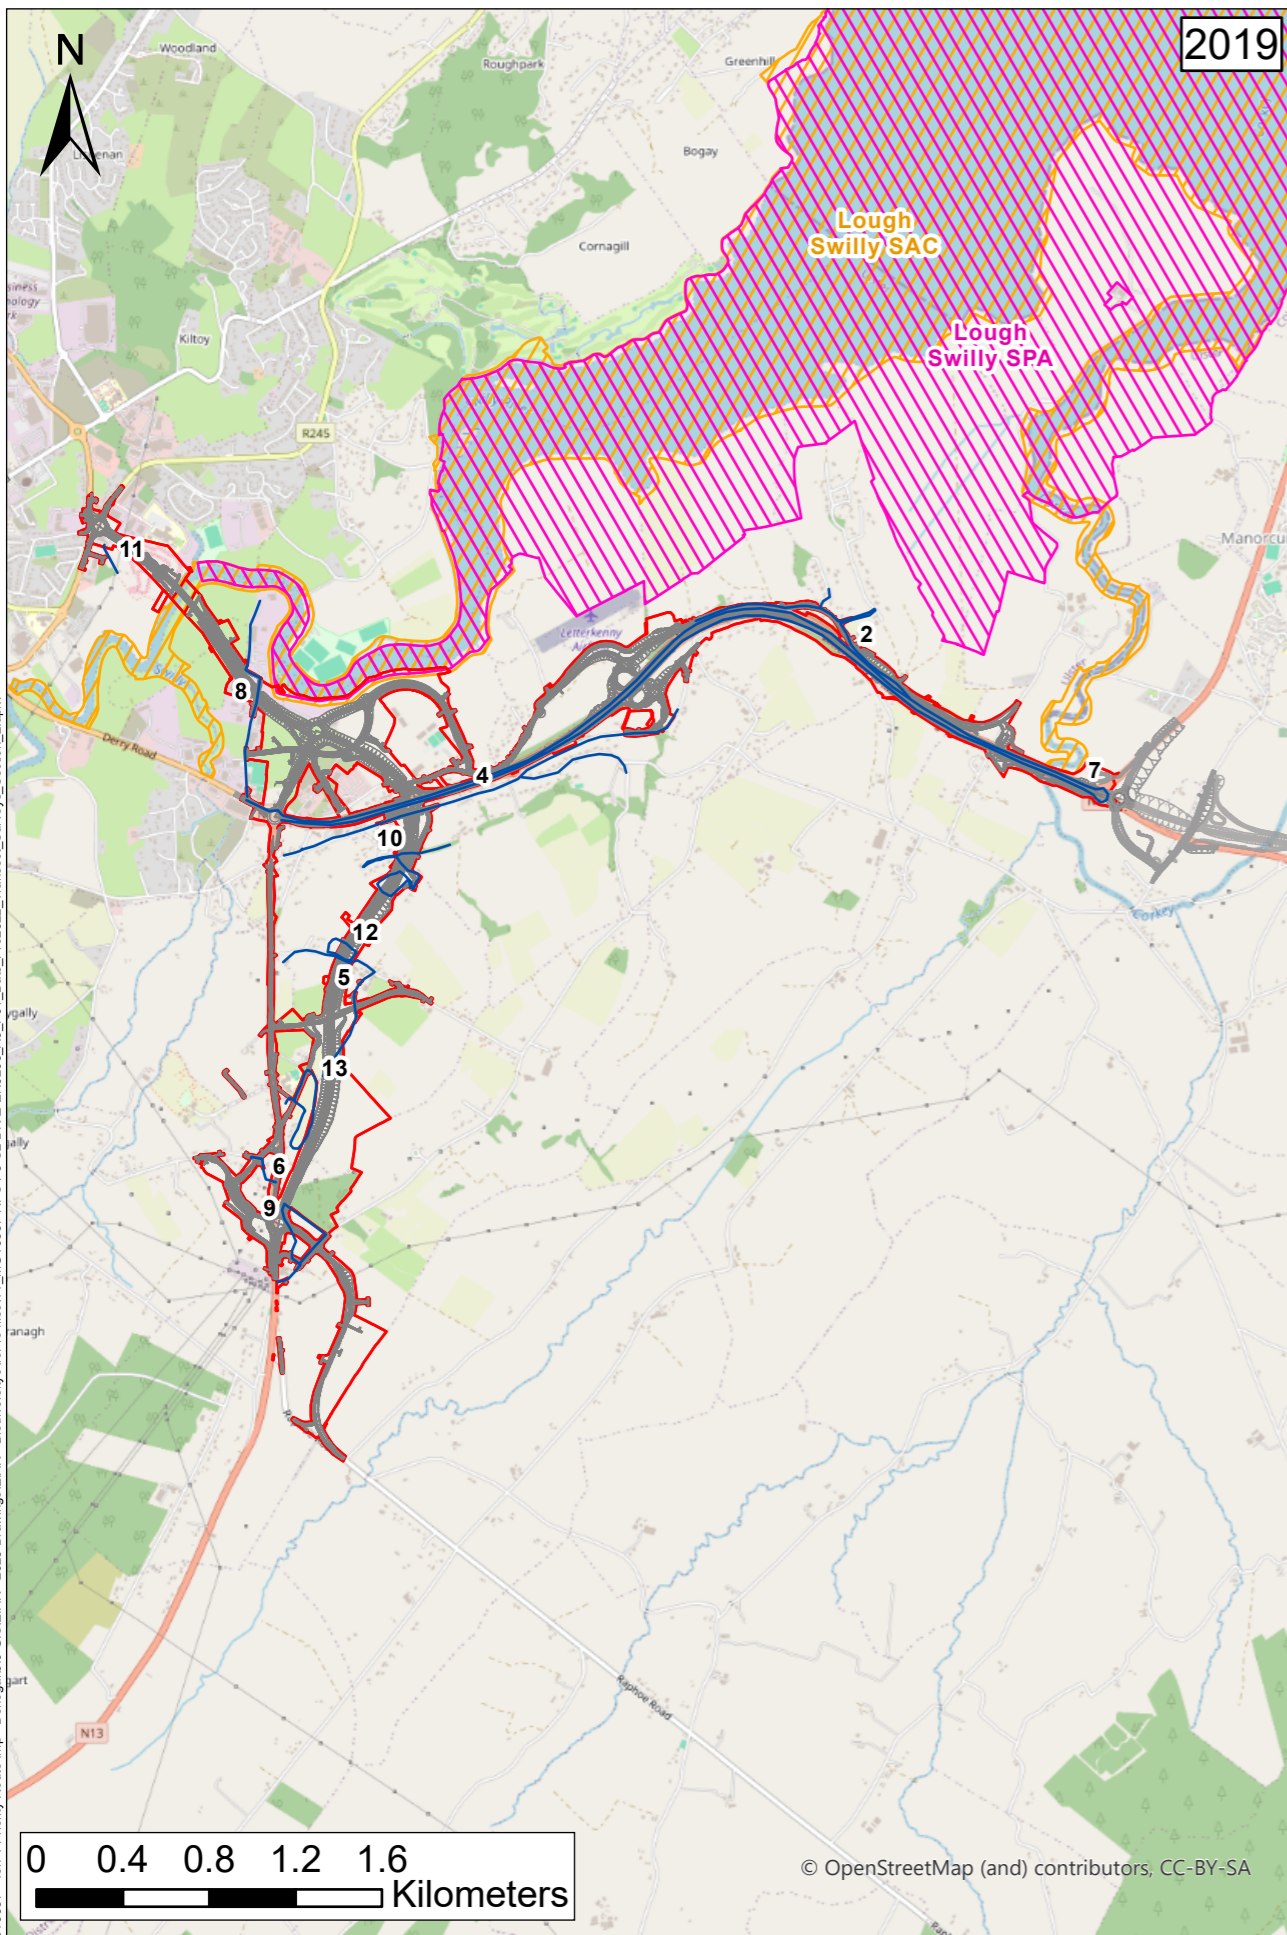 N
2019
Woodland
Roughpark
Greenhill
Bogay
Cornagill
Lough
Swilly SAC
Lough
Swilly SPA
Kiltoy
R245
11
Letterkenny
Manorcu
2
Swilly
8
Derry Road
4
7
10
Corkey
12
5
13
6
9
anagh
N13
Raphoe Road
0 0.4 0.8 1.2 1.6
Kilometers
© OpenStreetMap (and) contributors, CC-BY-SA